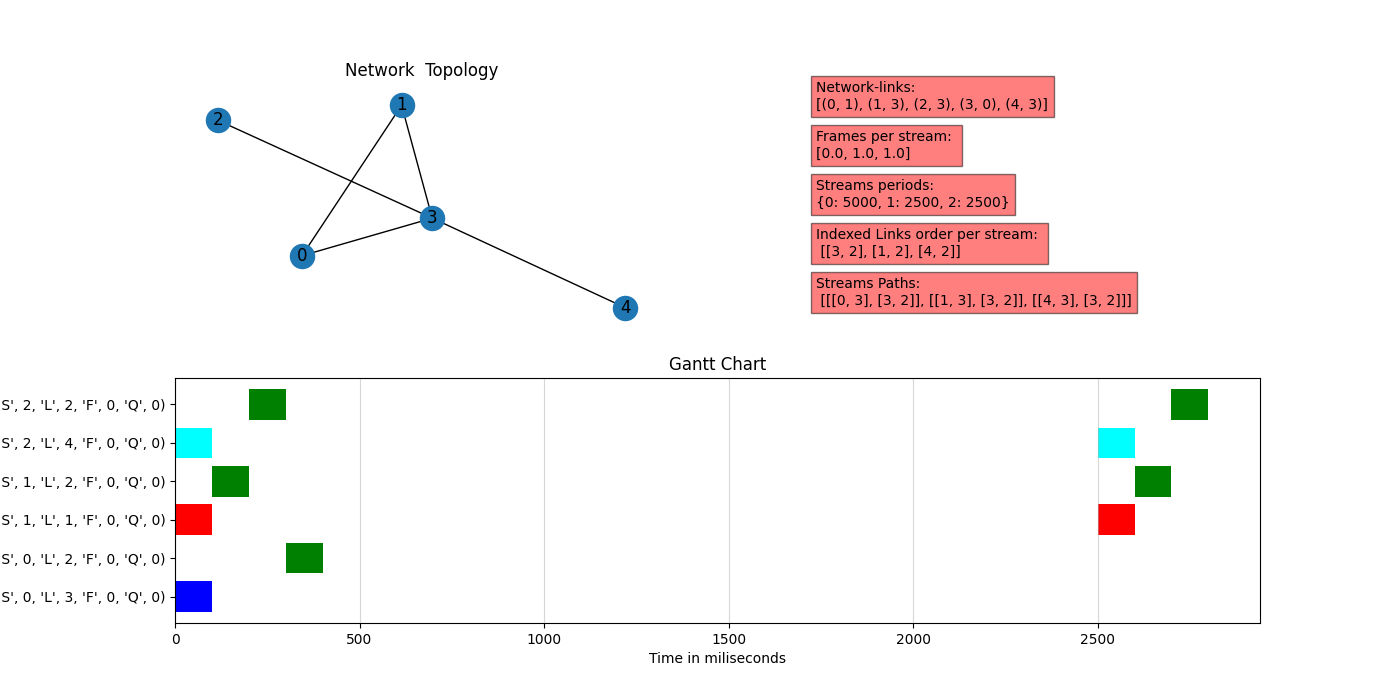 Network  Topology
1
2
3
0
4
Network-links:
[(0, 1), (1, 3), (2, 3), (3, 0), (4, 3)]
Frames per stream:
[0.0, 1.0, 1.0]
Streams periods:
{0: 5000, 1: 2500, 2: 2500}
Indexed Links order per stream:
[[3, 2], [1, 2], [4, 2]]
Streams Paths:
[[[0, 3], [3, 2]], [[1, 3], [3, 2]], [[4, 3], [3, 2]]]
Gantt Chart
S', 2, 'L', 2, 'F', 0, 'Q', 0)
S', 2, 'L', 4, 'F', 0, 'Q', 0)
S', 1, 'L', 2, 'F', 0, 'Q', 0)
S', 1, 'L', 1, 'F', 0, 'Q', 0)
S', 0, 'L', 2, 'F', 0, 'Q', 0)
S', 0, 'L', 3, 'F', 0, 'Q', 0)
0 500 1000 1500 2000 2500
Time in miliseconds